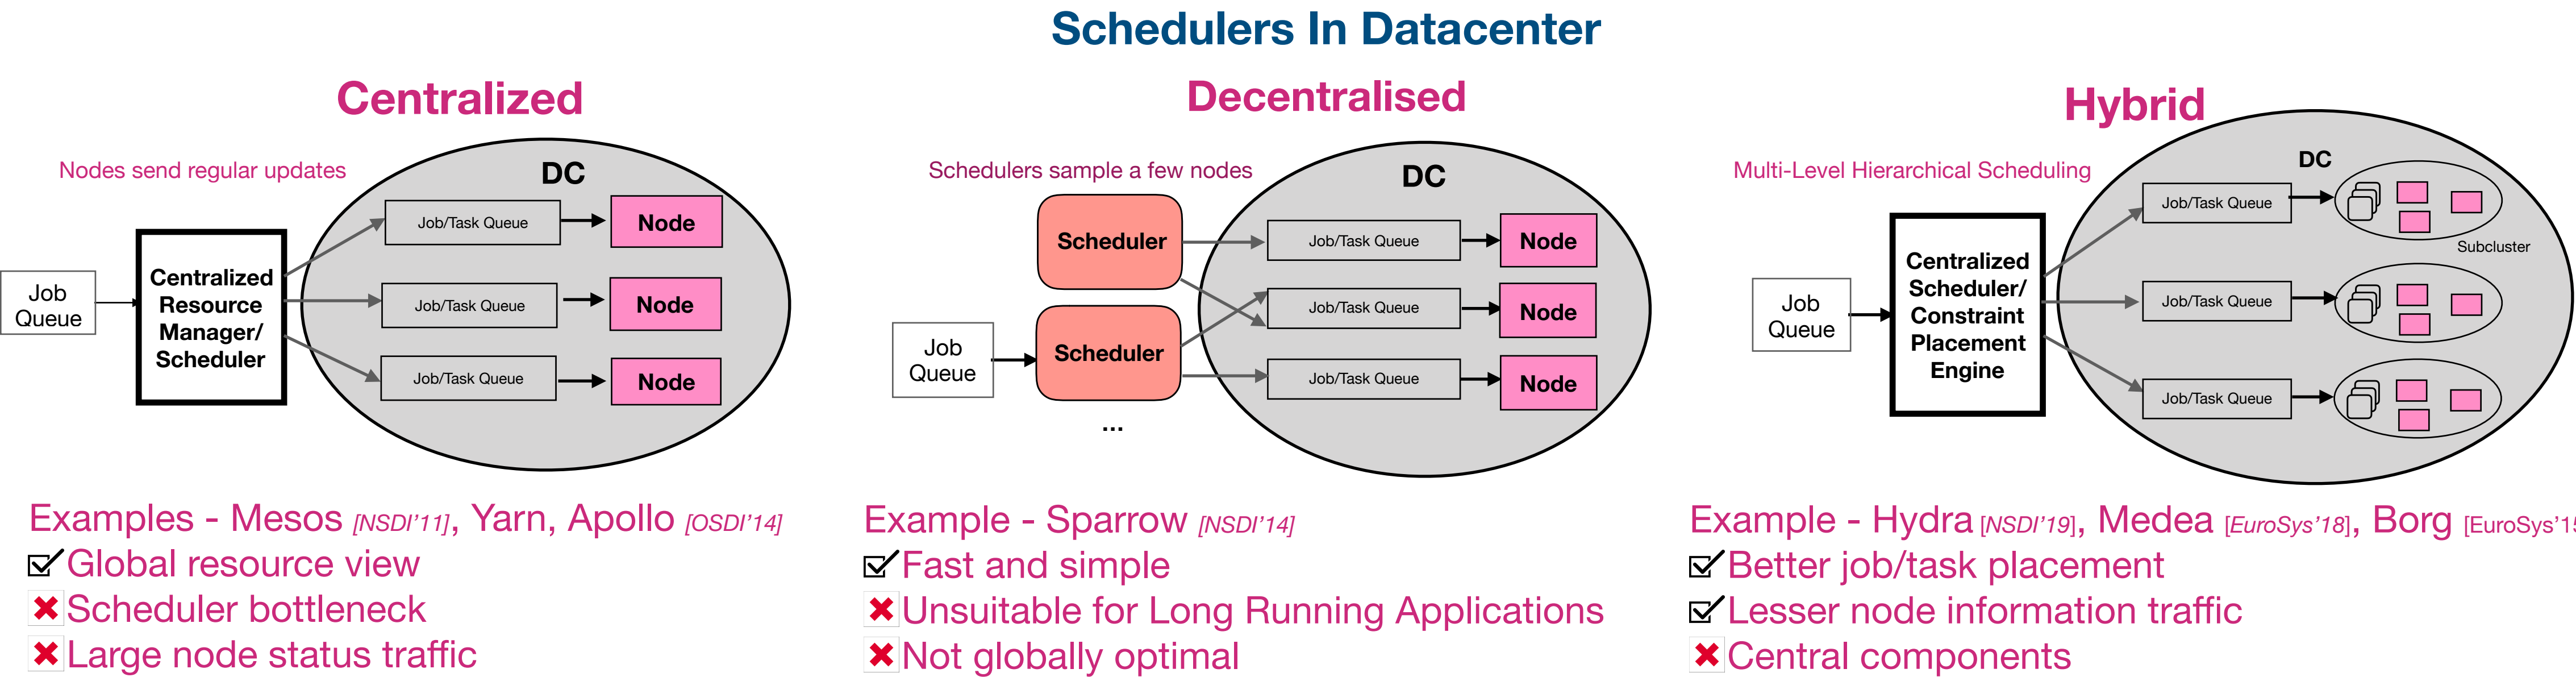 Schedulers In Datacenter
Centralized
Nodes send regular updates
DC
Job
Queue
Centralized
Resource
Manager/
Scheduler
Job/Task Queue
Node
Job/Task Queue
Node
Job/Task Queue
Node
Examples - Mesos [NSDI’11], Yarn, Apollo [OSDI’14]
Global resource view
Scheduler bottleneck
Large node status traffic
Decentralised
Schedulers sample a few nodes
DC
Job
Queue
Scheduler
Scheduler
...
Job/Task Queue
Node
Job/Task Queue
Node
Job/Task Queue
Node
Example - Sparrow [NSDI’14]
Fast and simple
Unsuitable for Long Running Applications
Not globally optimal
Hybrid
Multi-Level Hierarchical Scheduling
DC
Job
Queue
Centralized
Scheduler/
Constraint
Placement
Engine
Job/Task Queue
Subcluster
Job/Task Queue
Job/Task Queue
Example - Hydra [NSDI’19], Medea [EuroSys’18], Borg [EuroSys’15
Better job/task placement
Lesser node information traffic
Central components